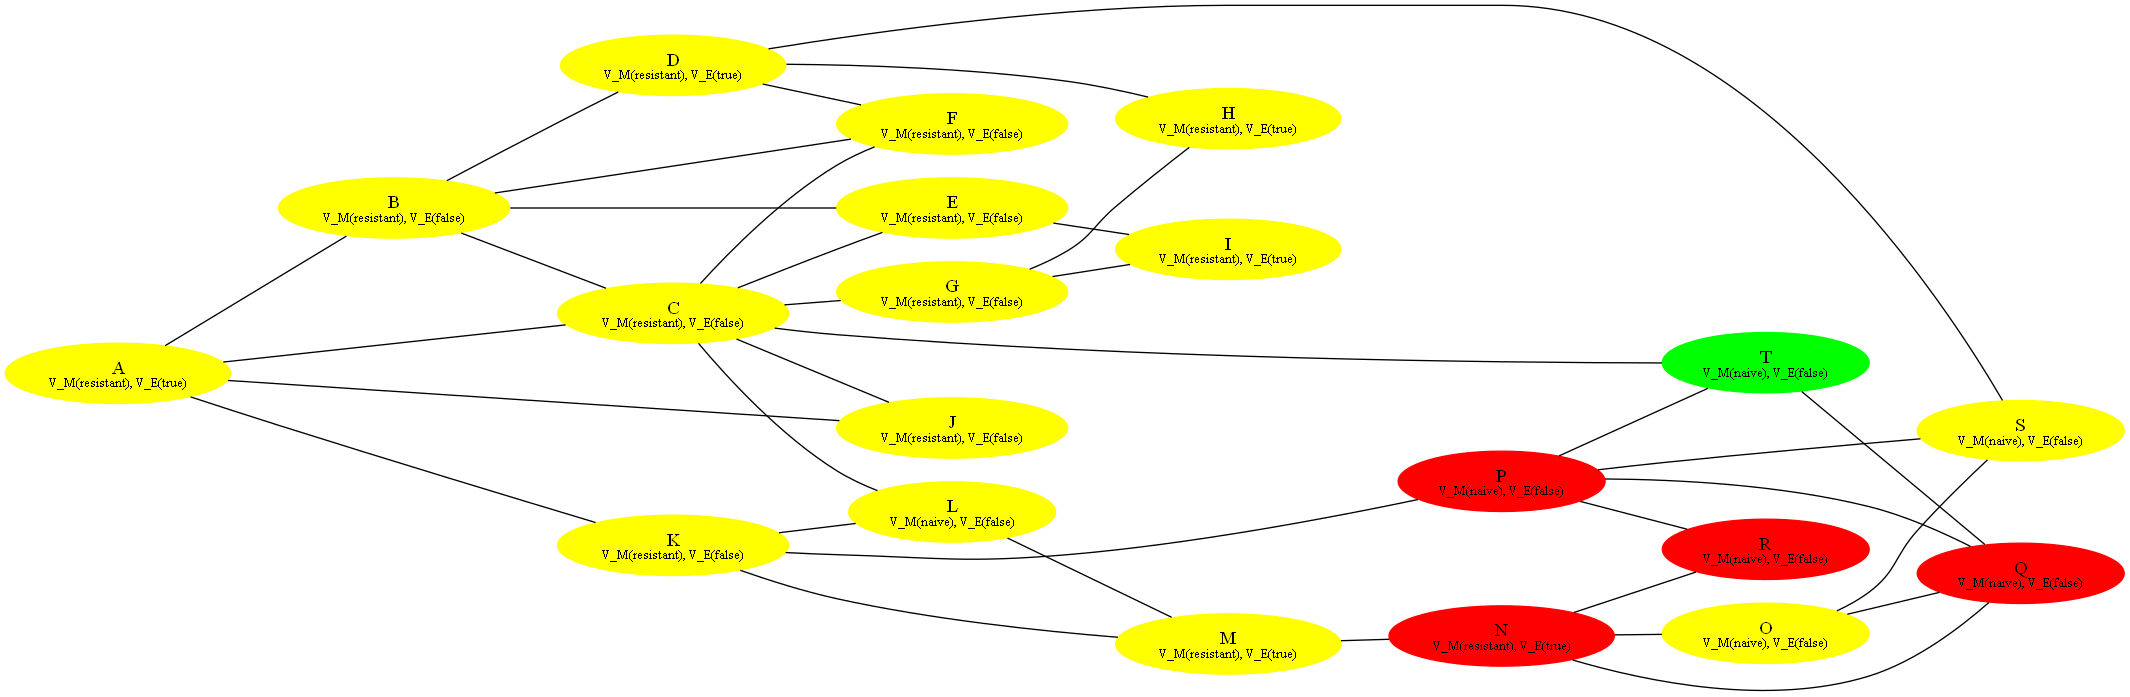 D
V_M(resistant), V_E(true)
F
V_M(resistant), V_E(false)
H
V_M(resistant), V_E(true)
B
V_M(resistant), V_E(false)
E
V_M(resistant), V_E(false)
I
V_M(resistant), V_E(true)
G
V_M(resistant), V_E(false)
C
V_M(resistant), V_E(false)
T
V_M(naive), V_E(false)
A
V_M(resistant), V_E(true)
J
V_M(resistant), V_E(false)
S
V_M(naive), V_E(false)
P
V_M(naive), V_E(false)
L
V_M(naive), V_E(false)
K
V_M(resistant), V_E(false)
R
V_M(naive), V_E(false)
Q
V_M(naive), V_E(false)
O
V_M(naive), V_E(false)
N
V_M(resistant), V_E(true)
M
V_M(resistant), V_E(true)